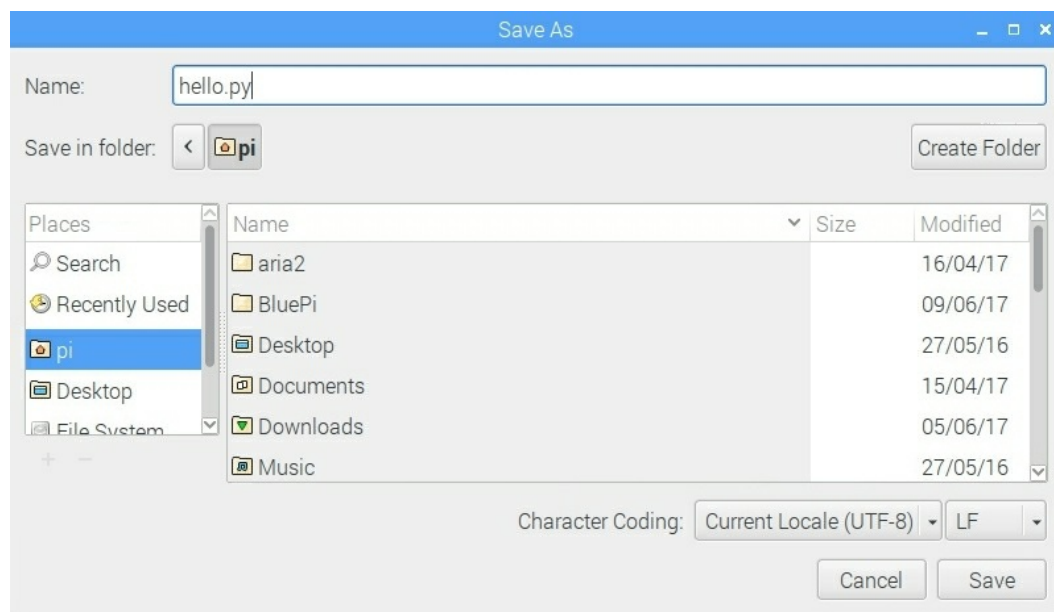 Save As
Name: hello.py
Save in folder: < pi Create Folder
Places
Search
Recently Used
pi
Desktop
File System
Name Size Modified
aria2 16/04/17
BluePi 09/06/17
Desktop 27/05/16
Documents 15/04/17
Downloads 05/06/17
Music 27/05/16
Character Coding: Current Locale (UTF-8) LF
Cancel Save